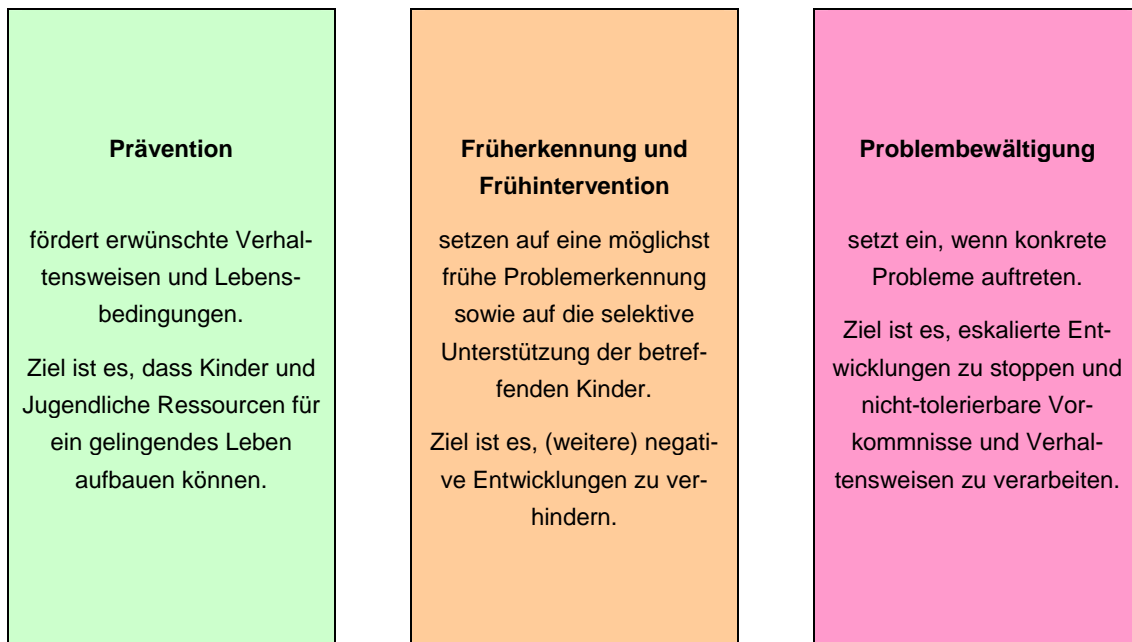 Prävention
fördert erwünschte Verhal-
tensweisen und Lebens-
bedingungen.
Ziel ist es, dass Kinder und
Jugendliche Ressourcen für
ein gelingendes Leben
aufbauen können.
Früherkennung und
Frühintervention
setzen auf eine möglichst
frühe Problemerkennung
sowie auf die selektive
Unterstützung der betref-
fenden Kinder.
Ziel ist es, (weitere) negati-
ve Entwicklungen zu ver-
hindern.
Problembewältigung
setzt ein, wenn konkrete
Probleme auftreten.
Ziel ist es, eskalierte Ent-
wicklungen zu stoppen und
nicht-tolerierbare Vor-
kommnisse und Verhal-
tensweisen zu verarbeiten.